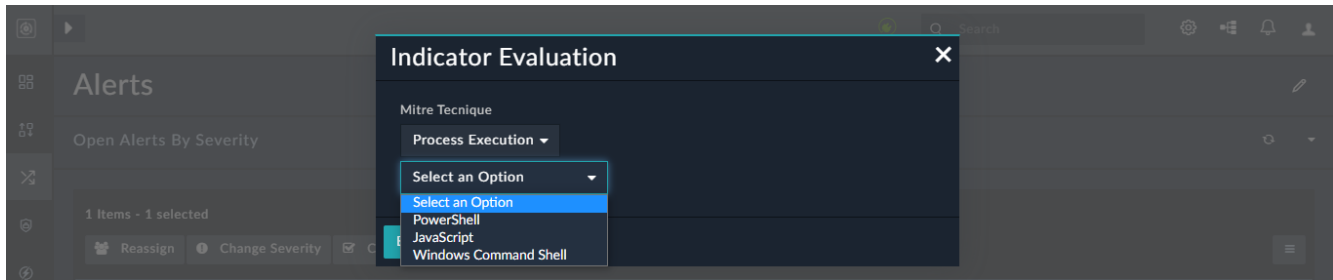 Search
Indicator Evaluation
Alerts
Mitre Tecnique
Process Execution
Open Alerts By Severity
Select an Option
Select an Option
PowerShell
JavaScript
Windows Command Shell
1 Items - 1 selected
Reassign
Change Severity